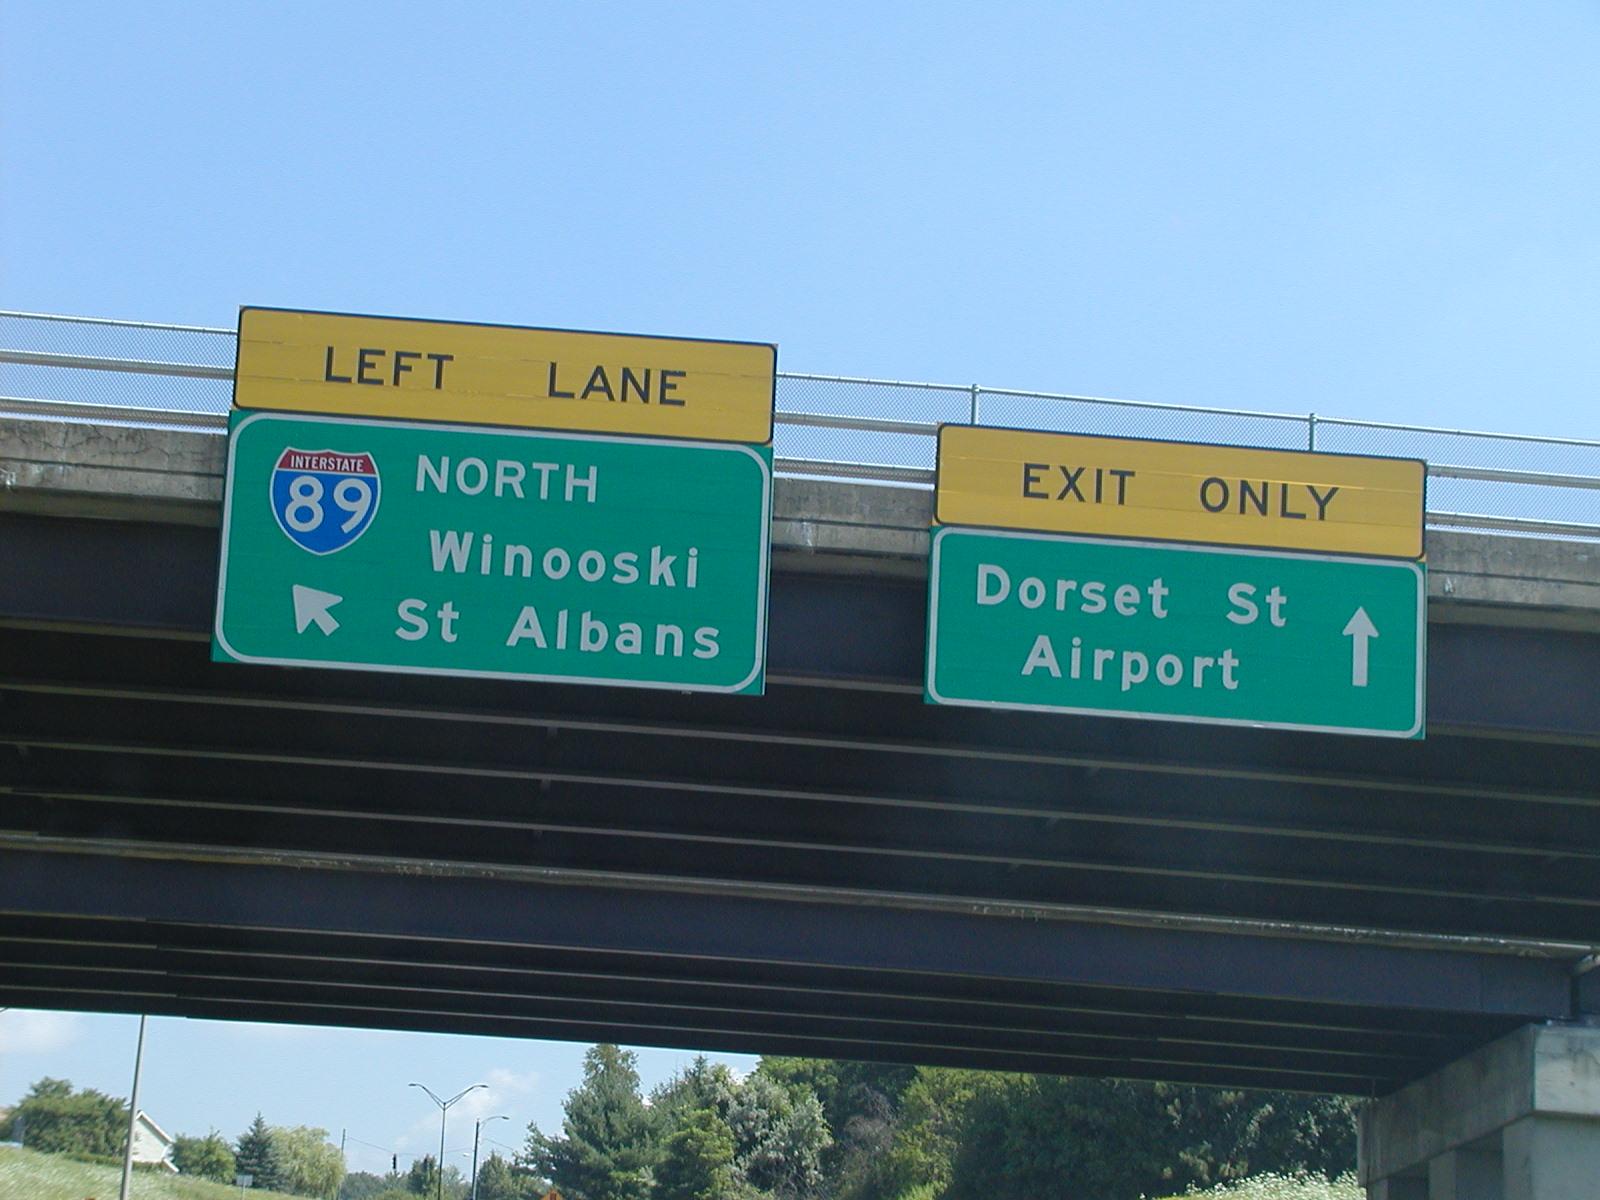 LEFT LANE
INTERSTATE
89
NORTH
Winooski
St Albans
EXIT ONLY
Dorset St
Airport